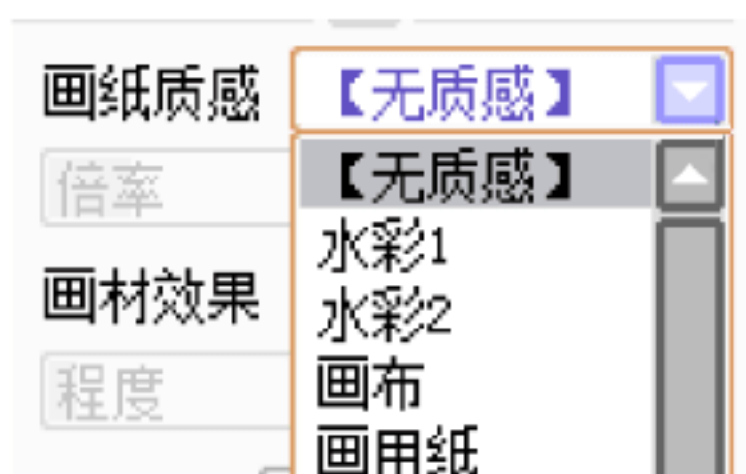 画纸质感 【无质感】
倍率 【无质感】
水彩1
画材效果 水彩2
程度 画布
画用纸